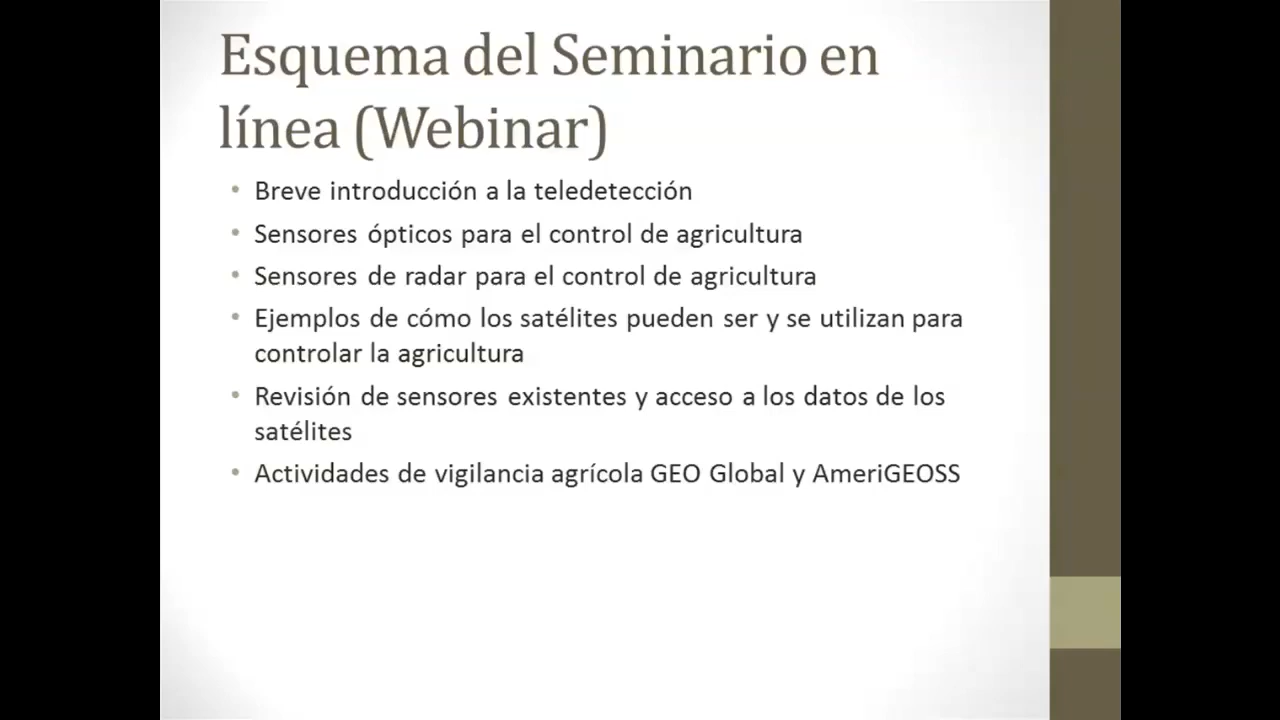 Esquema del Seminario en
línea (Webinar)
• Breve introducción a la teledetección
• Sensores ópticos para el control de agricultura
• Sensores de radar para el control de agricultura
• Ejemplos de cómo los satélites pueden ser y se utilizan para
controlar la agricultura
• Revisión de sensores existentes y acceso a los datos de los
satélites
• Actividades de vigilancia agrícola GEO Global y AmeriGEOSS